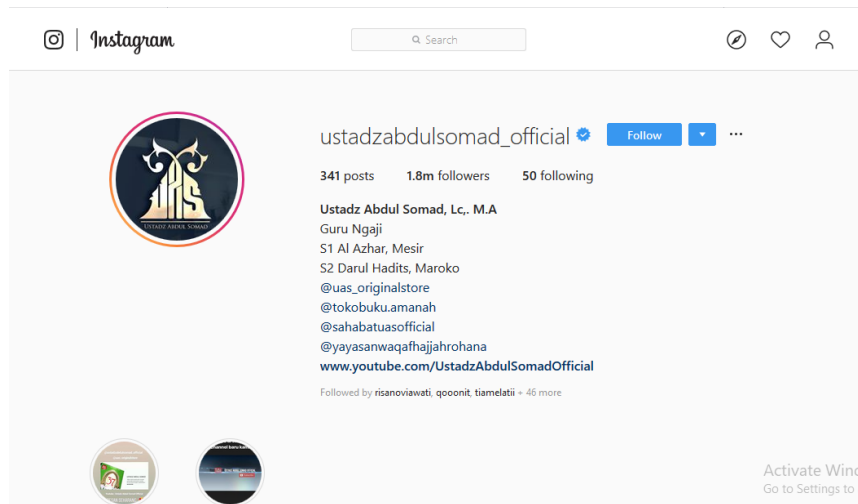 Instagram
Search
ustadzabdulsomad_official Follow
341 posts 1.8m followers 50 following
Ustadz Abdul Somad, Lc,. M.A
Guru Ngaji
S1 Al Azhar, Mesir
S2 Darul Hadits, Maroko
@uas_originalstore
@tokobuku.amanah
@sahabatuasofficial
@yayasanwaqafhajjahrohana
www.youtube.com/UstadzAbdulSomadOfficial
Followed by risanoviawati, qooonit, tiamelatii + 46 more
UAS
USTADZ ABDUL SOMAD
Activate Wind
Go to Settings to